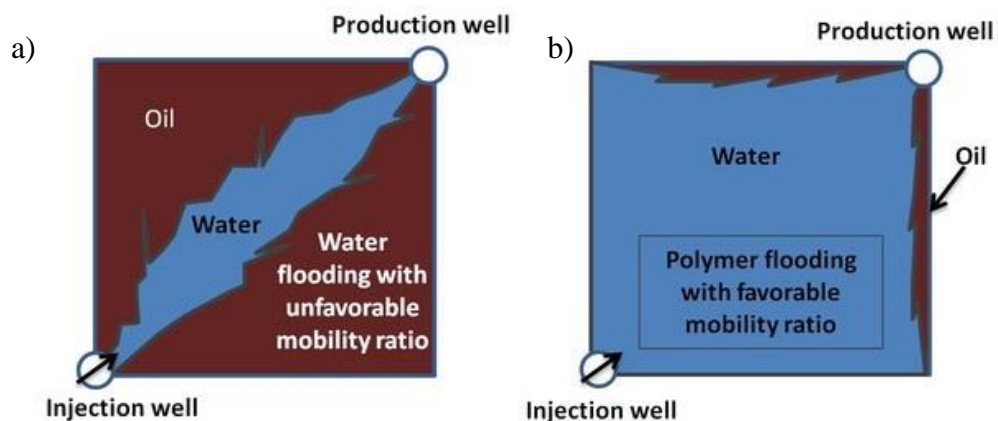 a)
Production well
Oil
Water
Water
flooding with
unfavorable
mobility ratio
Injection well
b)
Production well
Water
Oil
Polymer flooding
with favorable
mobility ratio
Injection well